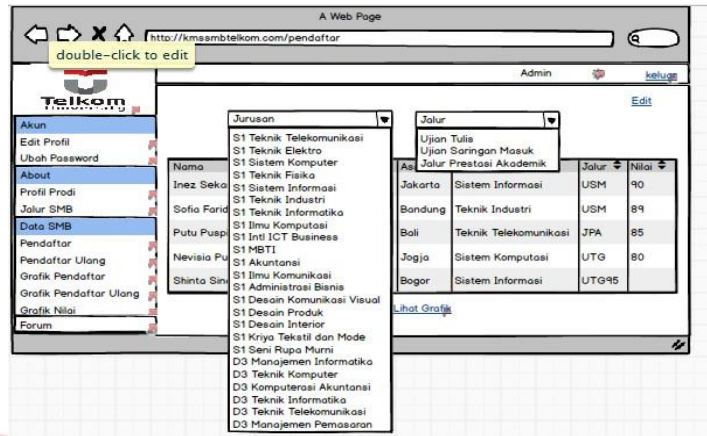 A Web Page
http://kmssmbtelkom.com/pendaftar
double-click to edit
Admin
keluar
Telkom
University
Edit
Akun
Edit Profil
Ubah Password
About
Profil Prodi
Jalur SMB
Data SMB
Pendaftar
Pendaftar Ulang
Grafik Pendaftar
Grafik Pendaftar Ulang
Grafik Nilai
Forum
Jurusan
S1 Teknik Telekomunikasi
S1 Teknik Elektro
S1 Sistem Komputer
S1 Teknik Fisika
S1 Sistem Informasi
S1 Teknik Industri
S1 Teknik Informatika
S1 Ilmu Komputasi
S1 Intl ICT Business
S1 MBTI
S1 Akuntansi
S1 Ilmu Komunikasi
S1 Administrasi Bisnis
S1 Desain Komunikasi Visual
S1 Desain Produk
S1 Desain Interior
S1 Kriya Tekstil dan Mode
S1 Seni Rupa Murni
D3 Manajemen Informatika
D3 Teknik Komputer
D3 Komputerasi Akuntansi
D3 Teknik Informatika
D3 Teknik Telekomunikasi
D3 Manajemen Pemasaran
Jalur
Ujian Tulis
Ujian Saringan Masuk
Jalur Prestasi Akademik
Nama Jalur Nilai
Inez Jakarta Sistem Informasi USM 90
Sofia Bandung Teknik Industri USM 89
Putu Bali Teknik Telekomunikasi JPA 85
Nevisia Jogja Sistem Komputasi UTG 80
Shinta Bogor Sistem Informasi UTG95
Lihat Grafik